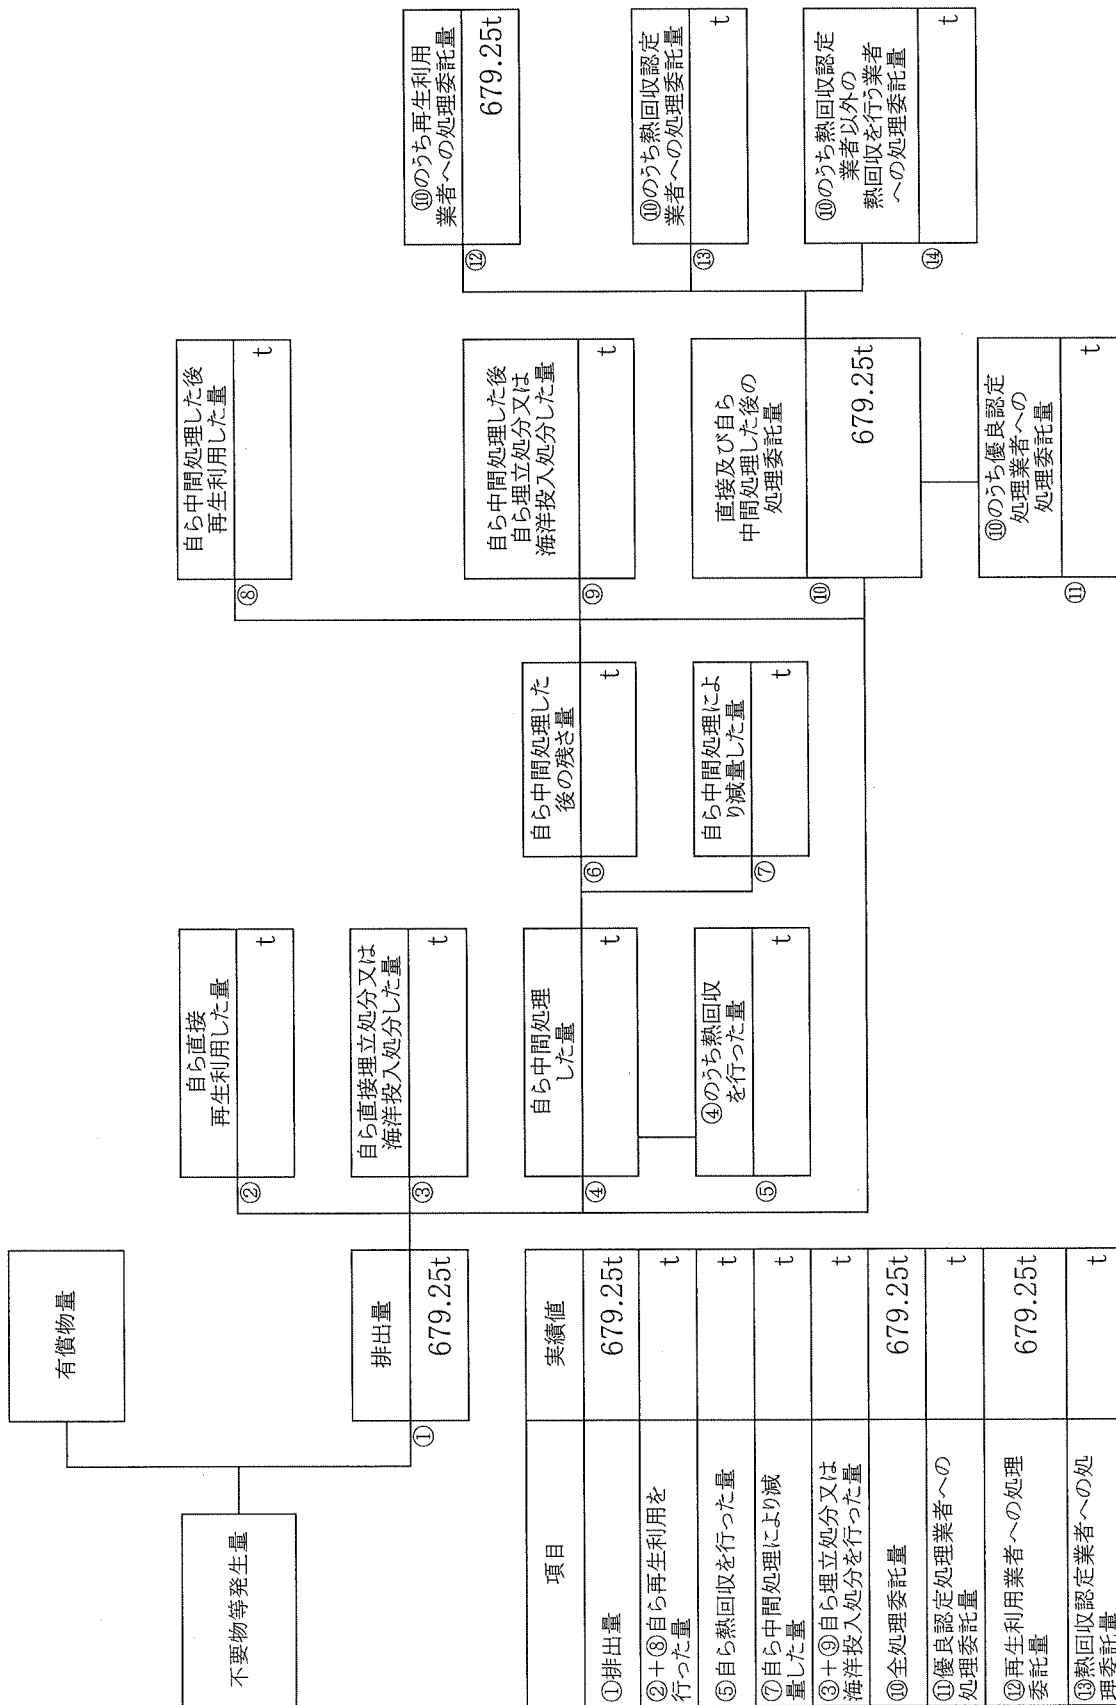 不要物等発生量
有償物量
①
排出量
679.25t
②
自ら直接
再生利用した量
t
③
自ら直接埋立処分又は
海洋投入処分した量
t
④
自ら中間処理
した量
t
⑤
④のうち熱回収
を行った量
t
⑥
自ら中間処理した
後の残さ量
t
⑦
自ら中間処理によ
り減量した量
t
⑧
自ら中間処理した後
再生利用した量
t
⑨
自ら中間処理した後
自ら埋立処分又は
海洋投入処分した量
t
⑩
直接及び自ら
中間処理した後の
処理委託量
679.25t
⑪
⑩のうち優良認定
処理業者への
処理委託量
t
⑫
⑩のうち再生利用
業者への処理委託量
679.25t
⑬
⑩のうち熱回収認定
業者への処理委託量
t
⑭
⑩のうち熱回収認定
業者以外の
熱回収を行う業者
への処理委託量
t
項目 実績値
①排出量 679.25t
②+⑧自ら再生利用を
行った量 t
⑤自ら熱回収を行った量 t
⑦自ら中間処理により減
量した量 t
③+⑨自ら埋立処分又は
海洋投入処分を行った量 t
⑩全処理委託量 679.25t
⑪優良認定処理業者への
処理委託量 t
⑫再生利用業者への処理
委託量 679.25t
⑬熱回収認定業者への処
理委託量 t